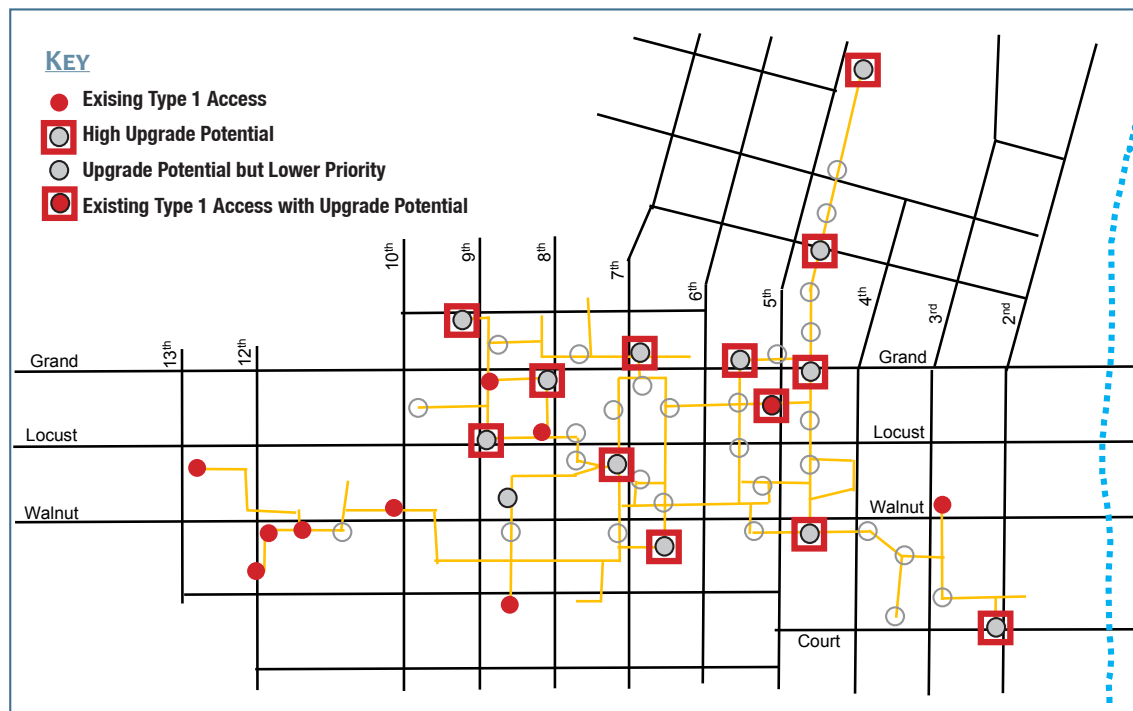 KEY
Exising Type 1 Access
High Upgrade Potential
Upgrade Potential but Lower Priority
Existing Type 1 Access with Upgrade Potential
10th
9th
8th
7th
6th
5th
4th
3rd
2nd
13th
12th
Grand
Grand
Locust
Locust
Walnut
Walnut
Court